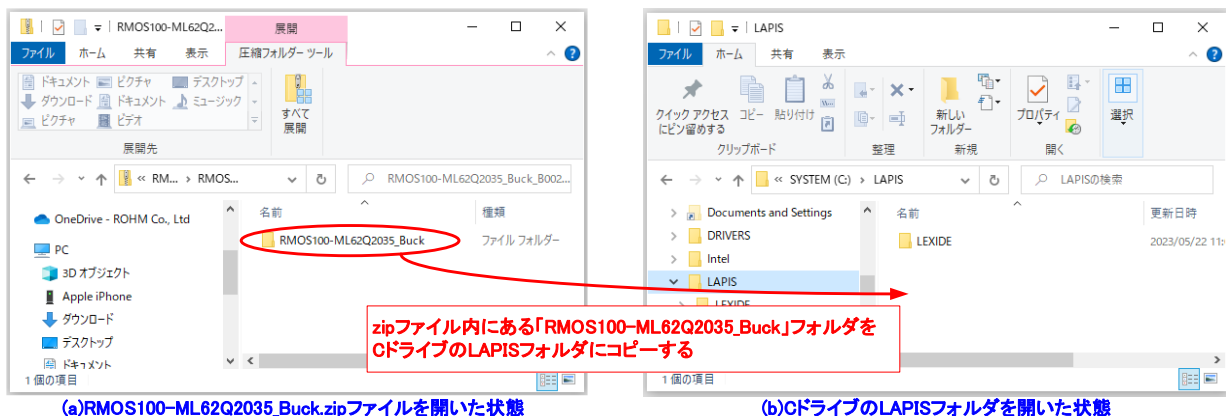 RMOS100-ML62Q2...
展開
ファイル ホーム 共有 表示 圧縮フォルダー ツール
ドキュメント ピクチャ デスクトップ
ダウンロード ドキュメント ミュージック
ピクチャ ビデオ
すべて
展開
展開先
« RM... › RMOS...
RMOS100-ML62Q2035_Buck_B002...
OneDrive - ROHM Co., Ltd
PC
3D オブジェクト
Apple iPhone
ダウンロード
デスクトップ
ドキュメント
名前 種類
RMOS100-ML62Q2035_Buck ファイル フォルダー
1 個の項目
(a)RMOS100-ML62Q2035_Buck.zipファイルを開いた状態
zipファイル内にある「RMOS100-ML62Q2035_Buck」フォルダを
CドライブのLAPISフォルダにコピーする
LAPIS
ファイル ホーム 共有 表示
クイック アクセス
にピン留めする
コピー
貼り付け
新しい
フォルダー
プロパティ
選択
クリップボード 整理 新規 開く
« SYSTEM (C:) › LAPIS
LAPISの検索
Documents and Settings
DRIVERS
Intel
LAPIS
LEXIDE
名前 更新日時
LEXIDE 2023/05/22 11:
1 個の項目
(b)CドライブのLAPISフォルダを開いた状態